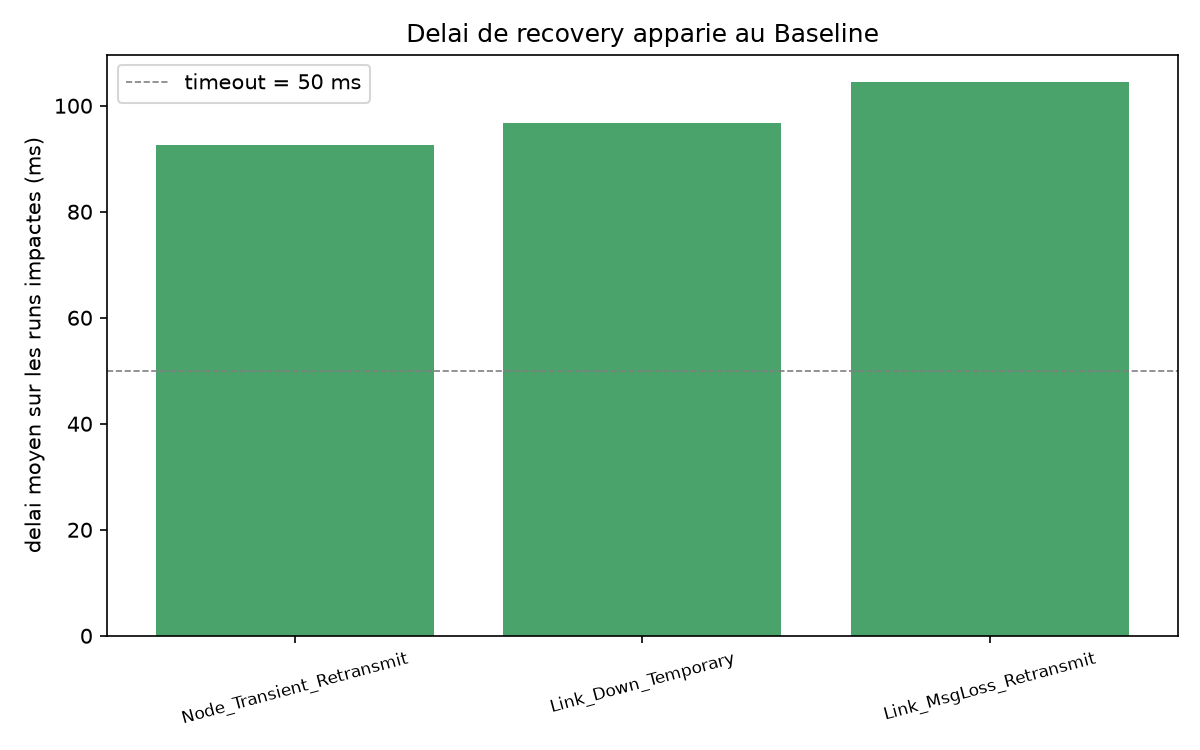 Delai de recovery apparie au Baseline
timeout = 50 ms
delai moyen sur les runs impactes (ms)
100
80
60
40
20
0
Node_Transient_Retransmit
Link_Down_Temporary
Link_MsgLoss_Retransmit